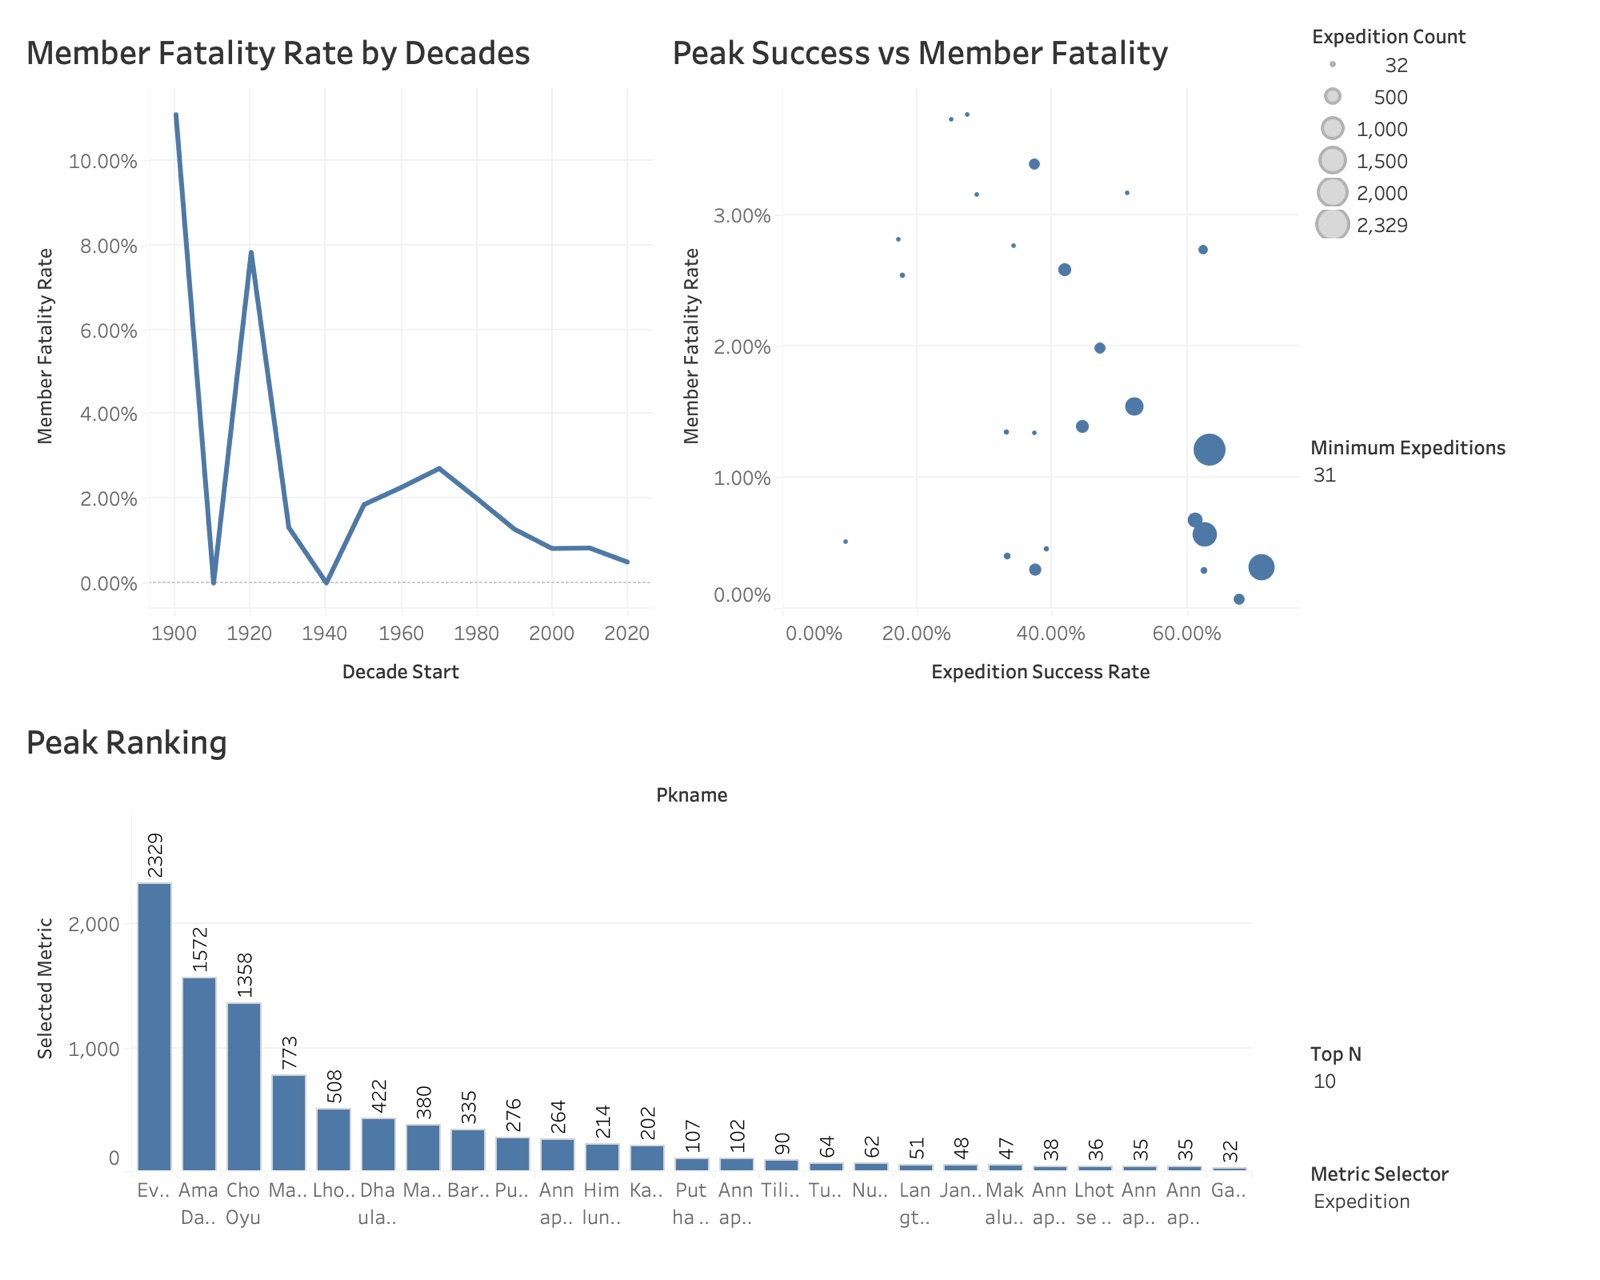 Member Fatality Rate by Decades
Member Fatality Rate
10.00%
8.00%
6.00%
4.00%
2.00%
0.00%
1900 1920 1940 1960 1980 2000 2020
Decade Start
Peak Success vs Member Fatality
Member Fatality Rate
3.00%
2.00%
1.00%
0.00%
0.00% 20.00% 40.00% 60.00%
Expedition Success Rate
Expedition Count
32
500
1,000
1,500
2,000
2,329
Minimum Expeditions
31
Peak Ranking
Pkname
Selected Metric
2,000
1,000
0
2329 1572 1358 773 508 422 380 335 276 264 214 202 107 102 90 64 62 51 48 47 38 36 35 35 32
Ev.. Ama Cho Ma.. Lho.. Dha Ma.. Bar.. Pu.. Ann Him Ka.. Put Ann Tili.. Tu.. Nu.. Lan Jan.. Mak Ann Lhot Ann Ann Ga..
Da.. Oyu ula.. ap.. lun.. ha .. ap.. gt.. alu.. ap.. se .. ap.. ap..
Top N
10
Metric Selector
Expedition